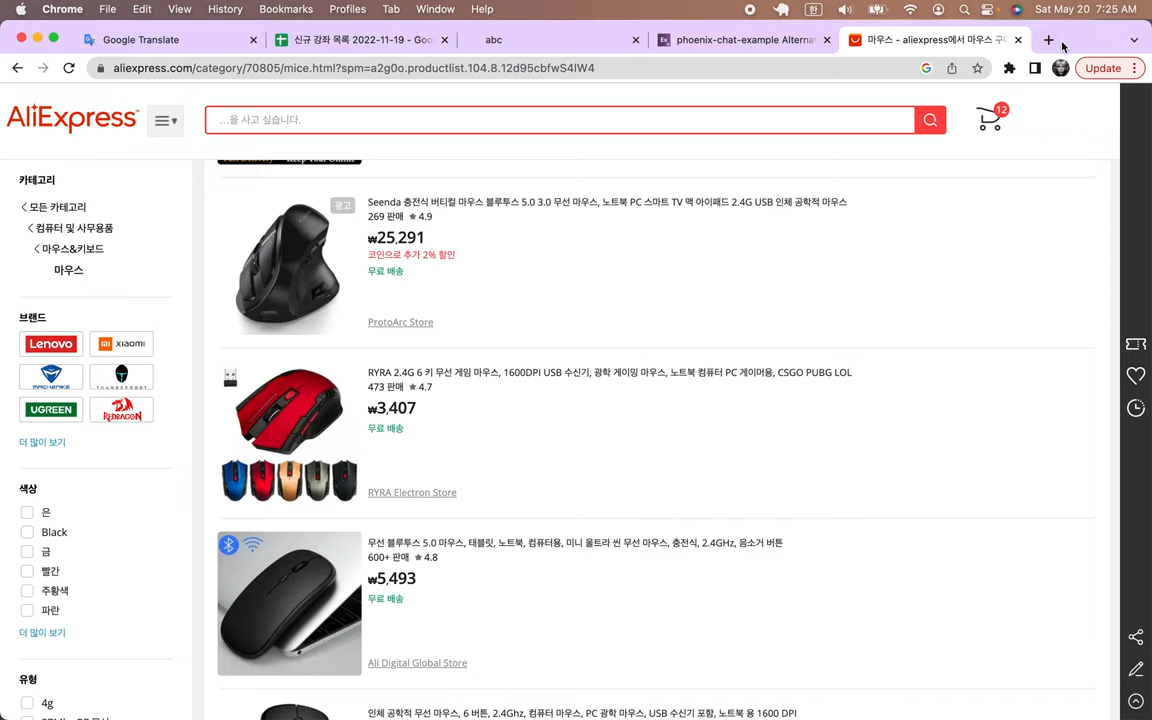 Chrome File Edit View History Bookmarks Profiles Tab Window Help 한 Sat May 20 7:25 AM
Google Translate 신규 강좌 목록 2022-11-19 - Goo abc Ex phoenix-chat-example Alternat 마우스 - aliexpress에서 마우스 구매
aliexpress.com/category/70805/mice.html?spm=a2g0o.productlist.104.8.12d95cbfwS4lW4 Update
AliExpress™
...을 사고 싶습니다.
12
카테고리
<모든 카테고리
<컴퓨터 및 사무용품
<마우스&키보드
마우스
브랜드
Lenovo
xiaomi
MACHENIKE
THUNDEROBOT
UGREEN
REDRAGON
더 많이 보기
색상
은
Black
금
빨간
주황색
파란
더 많이 보기
유형
4g
광고
Seenda 충전식 버티컬 마우스 블루투스 5.0 3.0 무선 마우스, 노트북 PC 스마트 TV 맥 아이패드 2.4G USB 인체 공학적 마우스
269 판매 ★ 4.9
₩25,291
코인으로 추가 2% 할인
무료 배송
ProtoArc Store
RYRA 2.4G 6 키 무선 게임 마우스, 1600DPI USB 수신기, 광학 게이밍 마우스, 노트북 컴퓨터 PC 게이머용, CSGO PUBG LOL
473 판매 ★ 4.7
₩3,407
무료 배송
RYRA Electron Store
무선 블루투스 5.0 마우스, 태블릿, 노트북, 컴퓨터용, 미니 울트라 씬 무선 마우스, 충전식, 2.4GHz, 음소거 버튼
600+ 판매 ★ 4.8
₩5,493
무료 배송
Ali Digital Global Store
인체 공학적 무선 마우스, 6 버튼, 2.4Ghz, 컴퓨터 마우스, PC 광학 마우스, USB 수신기 포함, 노트북 용 1600 DPI